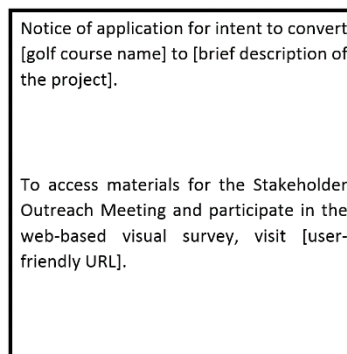 Notice of application for intent to convert
[golf course name] to [brief description of
the project].
To access materials for the Stakeholder
Outreach Meeting and participate in the
web-based visual survey, visit [user-
friendly URL].